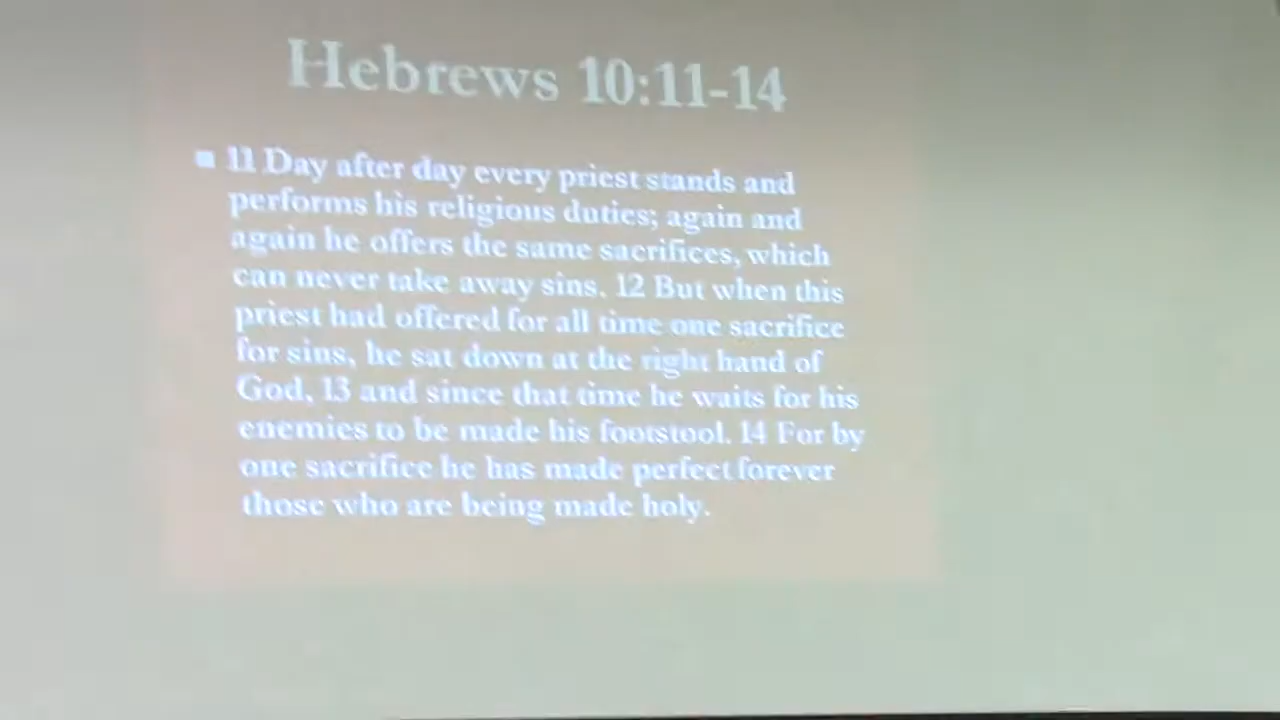 Hebrews 10:11-14
11 Day after day every priest stands and
performs his religious duties; again and
again he offers the same sacrifices, which
can never take away sins. 12 But when this
priest had offered for all time one sacrifice
for sins, he sat down at the right hand of
God, 13 and since that time he waits for his
enemies to be made his footstool. 14 For by
one sacrifice he has made perfect forever
those who are being made holy.